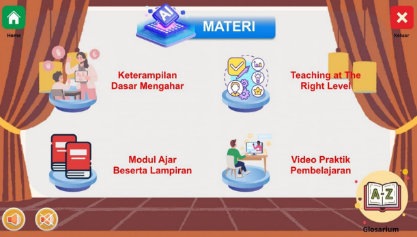 AI
MATERI
Home
Keluar
Keterampilan
Dasar Mengahar
Teaching at The
Right Level
Modul Ajar
Beserta Lampiran
Video Praktik
Pembelajaran
A-Z
Glosarium